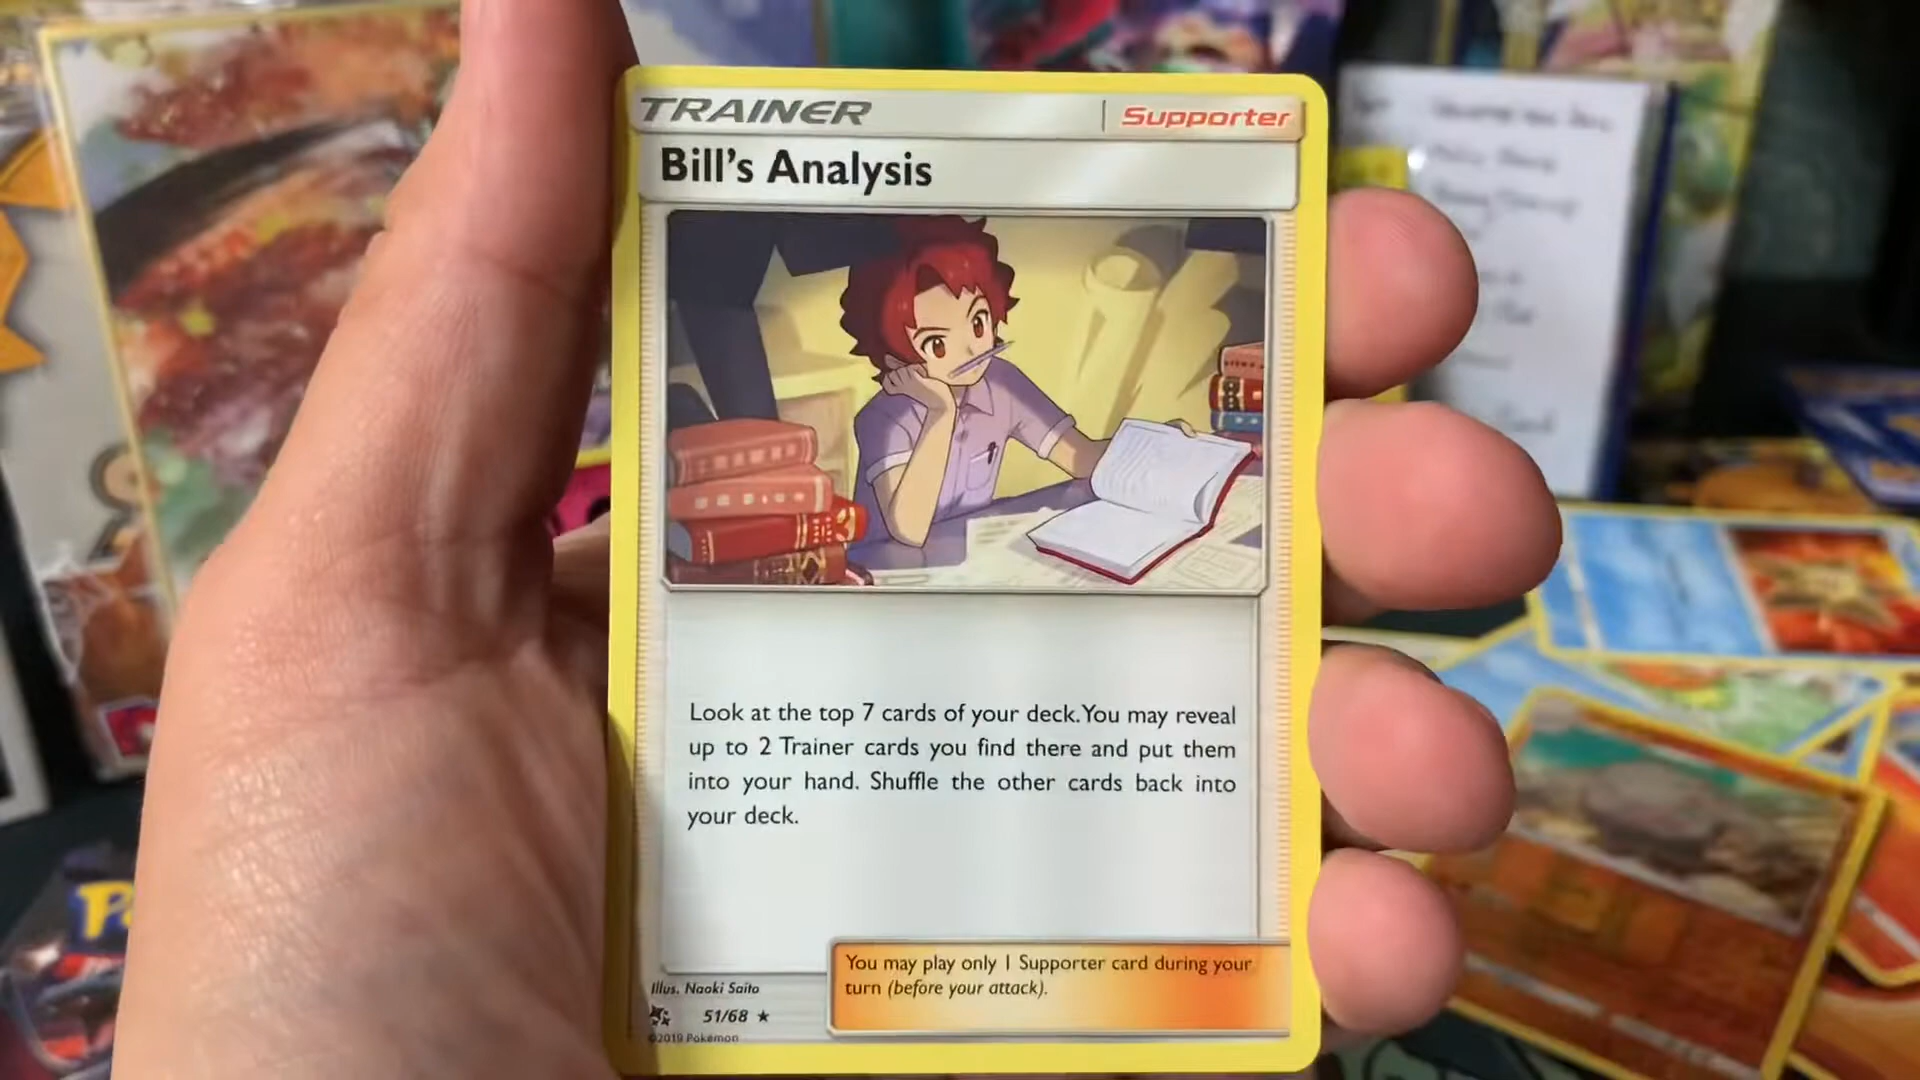 TRAINER
Supporter
Bill's Analysis
Look at the top 7 cards of your deck. You may reveal
up to 2 Trainer cards you find there and put them
into your hand. Shuffle the other cards back into
your deck.
You may play only 1 Supporter card during your
turn (before your attack).
Illus. Naoki Saito
51/68 ★
©2019 Pokémon